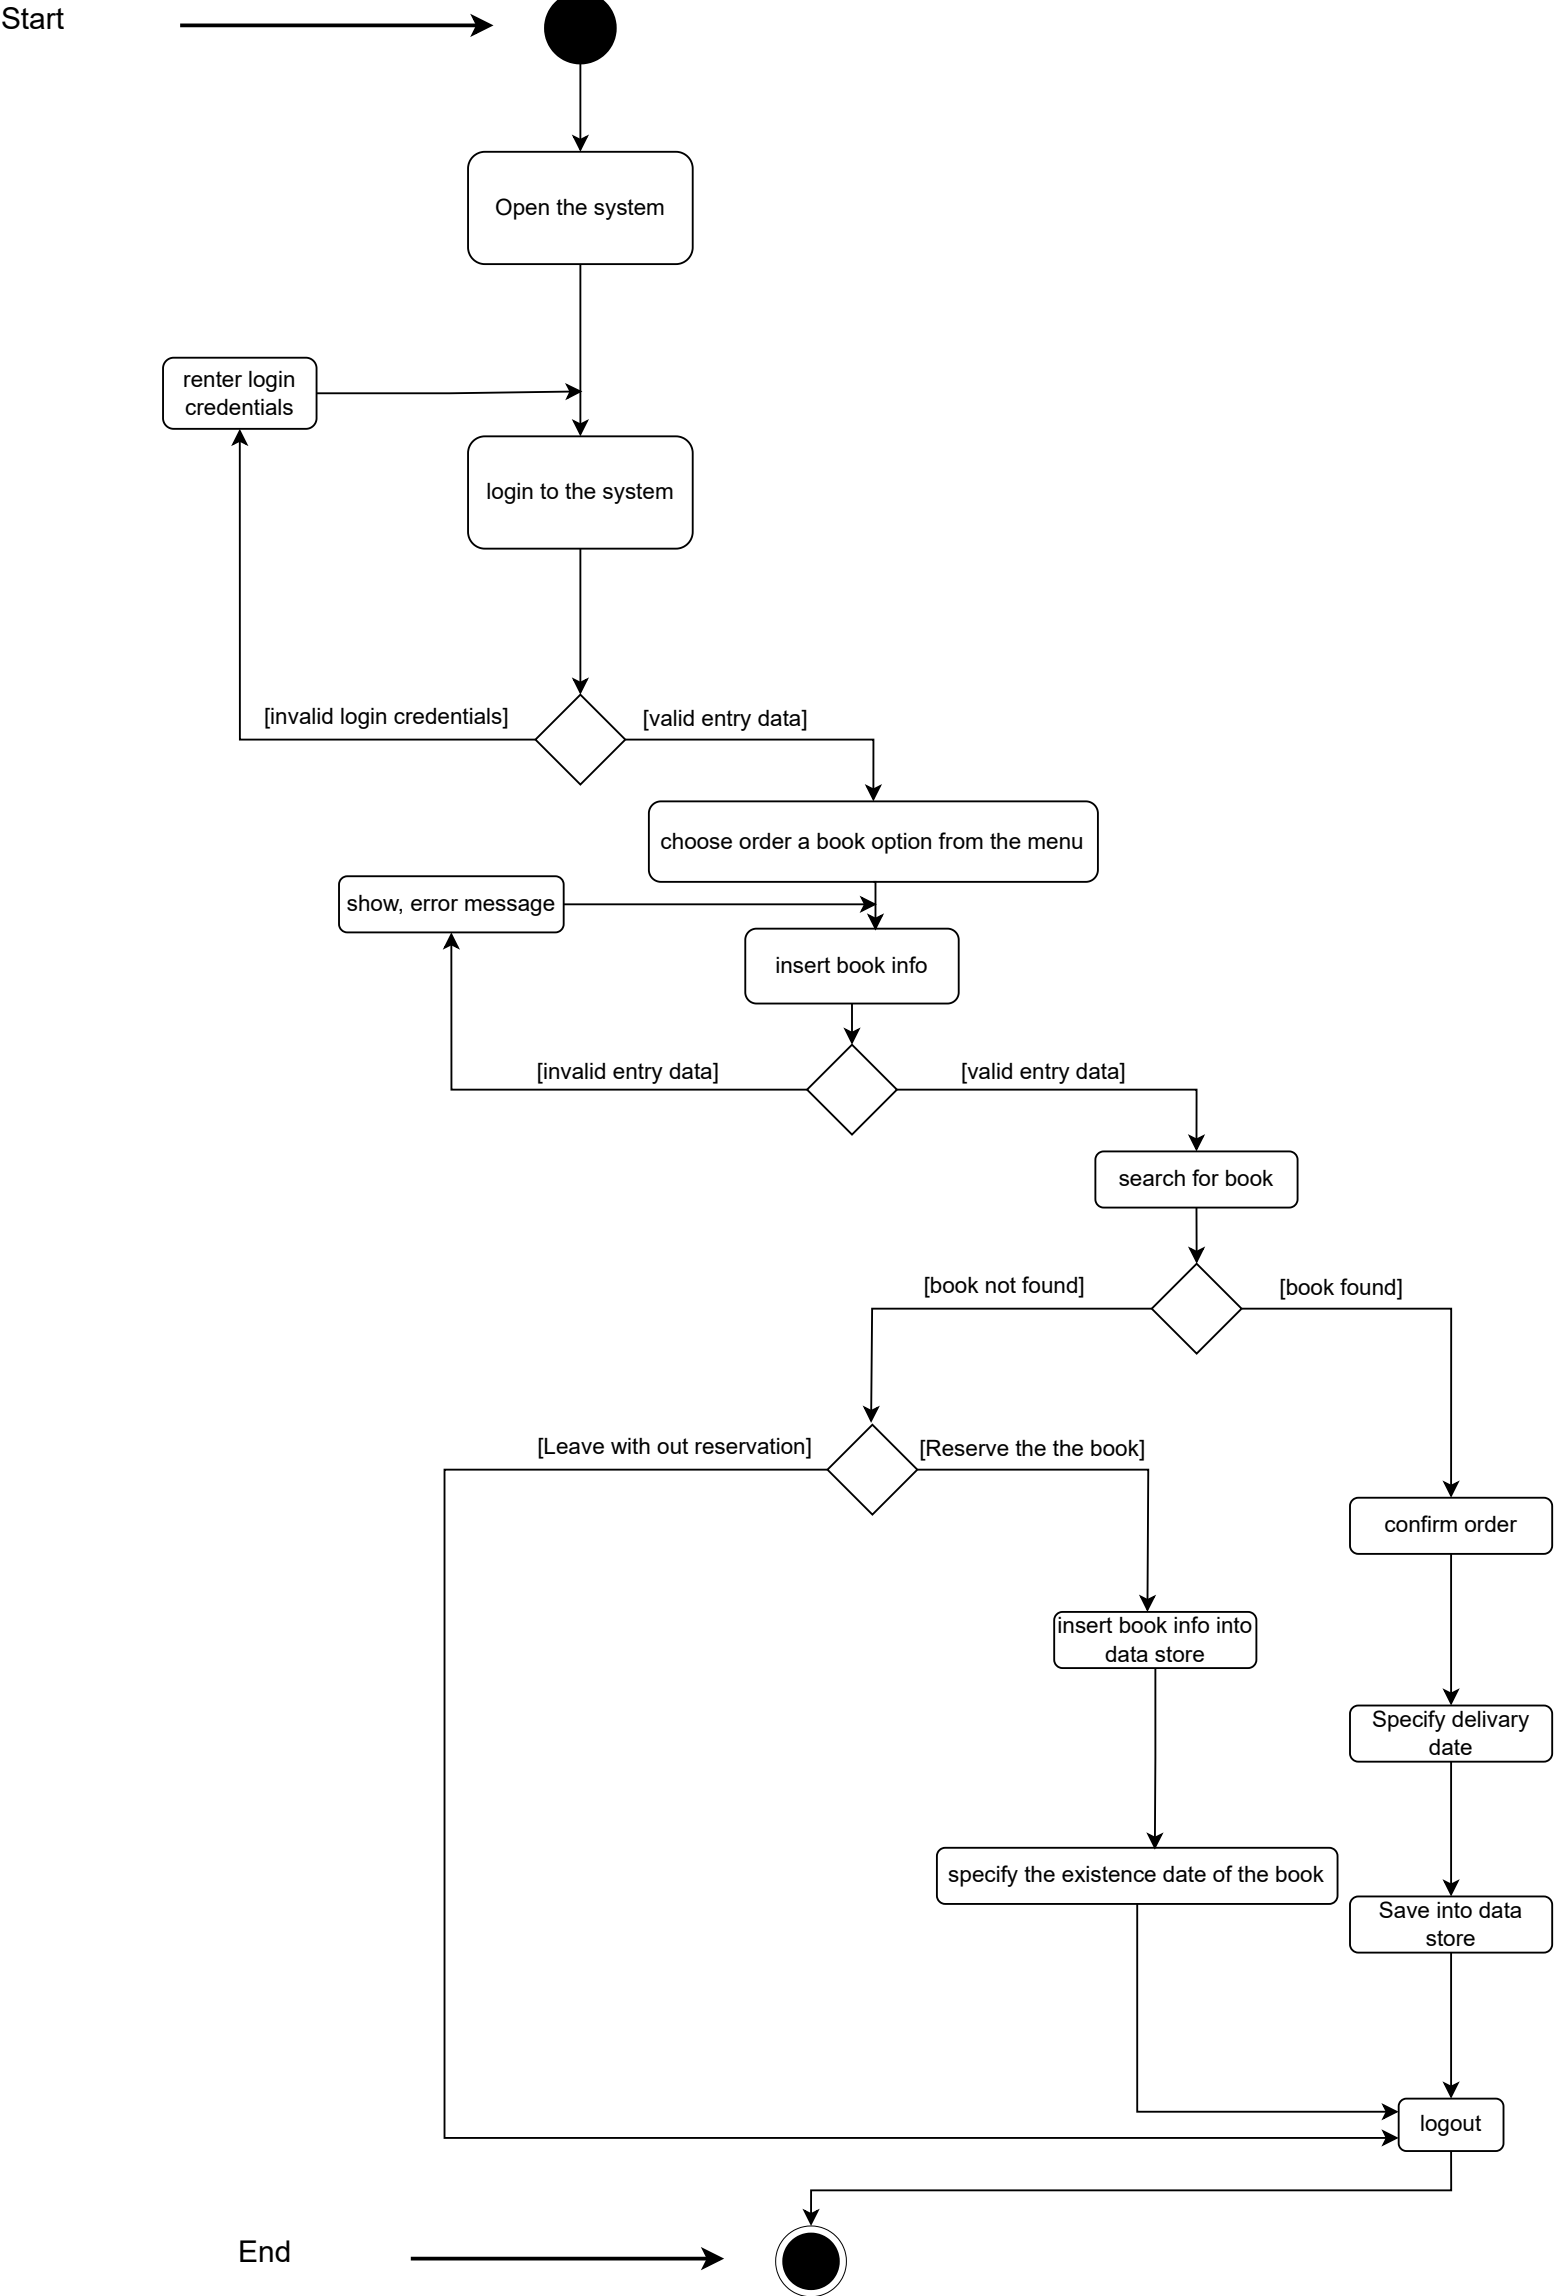 Start
Open the system
renter login
credentials
login to the system
[invalid login credentials]
[valid entry data]
choose order a book option from the menu
show, error message
insert book info
[invalid entry data]
[valid entry data]
search for book
[book not found]
[book found]
[Leave with out reservation]
[Reserve the the book]
confirm order
insert book info into
data store
Specify delivary
date
specify the existence date of the book
Save into data
store
logout
End